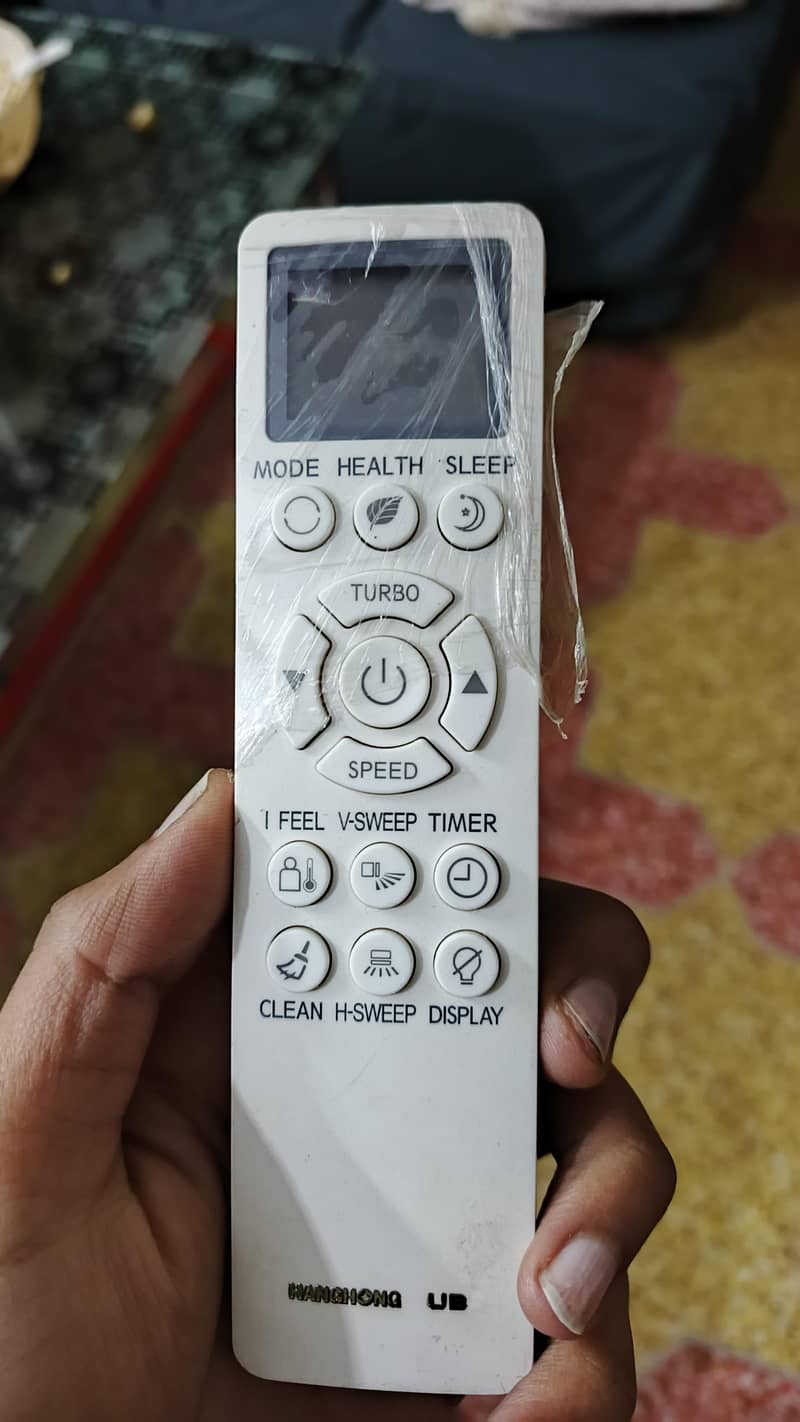 MODE HEALTH SLEEP
TURBO
SPEED
I FEEL V-SWEEP TIMER
CLEAN H-SWEEP DISPLAY
UB